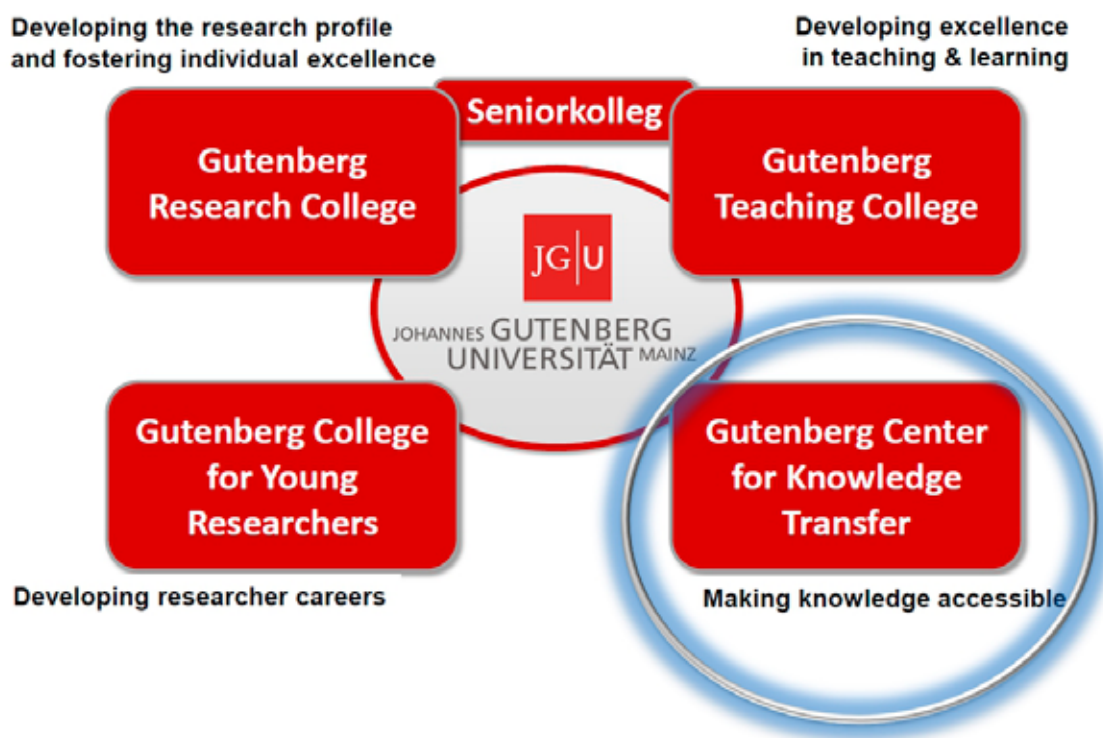 Developing the research profile
and fostering individual excellence
Developing excellence
in teaching & learning
Seniorkolleg
Gutenberg
Research College
Gutenberg
Teaching College
JG|U
JOHANNES GUTENBERG
UNIVERSITÄT MAINZ
Gutenberg College
for Young
Researchers
Gutenberg Center
for Knowledge
Transfer
Developing researcher careers
Making knowledge accessible